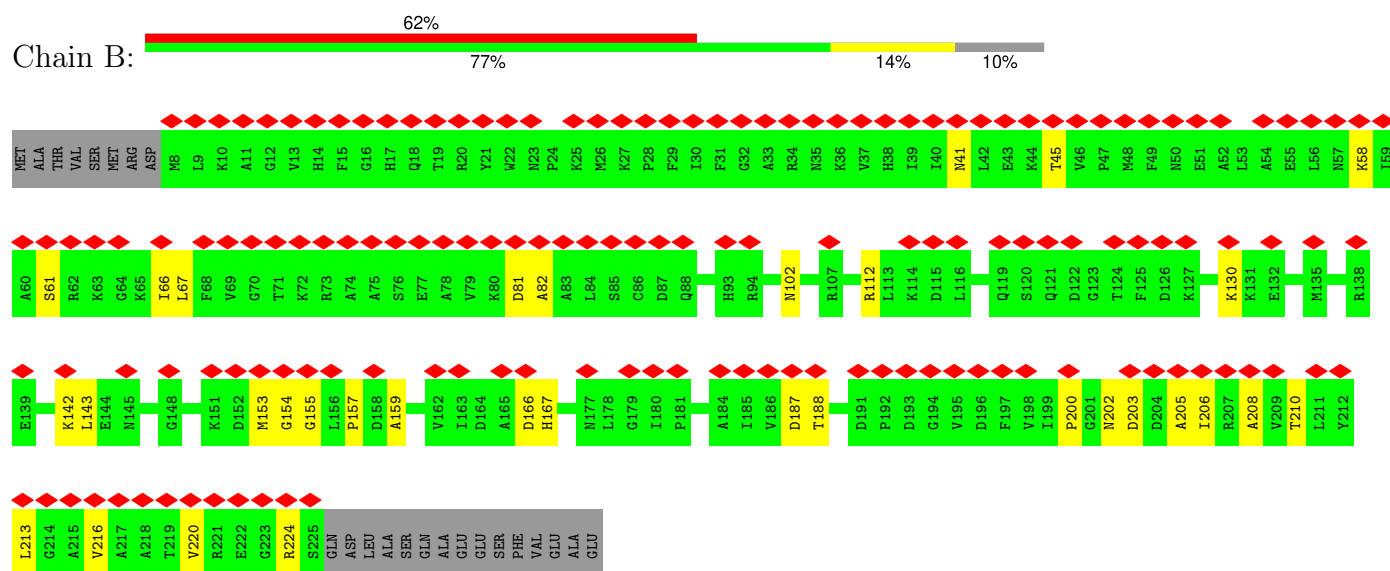 62%
Chain B:
77% 14% 10%
MET ALA THR VAL SER MET ARG ASP M8 L9 K10 A11 G12 V13 H14 F15 G16 H17 Q18 T19 R20 Y21 W22 N23 P24 K25 M26 K27 P28 F29 I30 F31 G32 A33 R34 N35 K36 V37 H38 I39 I40 N41 L42 E43 K44 T45 V46 P47 M48 F49 N50 E51 A52 L53 A54 E55 L56 N57 K58 I59
A60 S61 R62 K63 G64 K65 I66 L67 F68 V69 G70 T71 K72 R73 A74 A75 S76 E77 A78 V79 K80 D81 A82 A83 L84 S85 C86 D87 Q88 H93 R94 N102 R107 R112 L113 K114 D115 L116 Q119 S120 Q121 D122 G123 T124 F125 D126 K127 K130 K131 E132 M135 R138
E139 K142 L143 E144 N145 G148 K151 D152 M153 G154 G155 L156 P157 D158 A159 V162 I163 D164 A165 D166 H167 N177 L178 G179 I180 P181 A184 I185 V186 D187 T188 D191 P192 D193 G194 V195 D196 F197 V198 I199 P200 G201 N202 D203 D204 A205 I206 R207 A208 V209 T210 L211 Y212
L213 G214 A215 V216 A217 A218 T219 V220 R221 E222 G223 R224 S225 GLN ASP LEU ALA SER GLN ALA GLU GLU SER PHE VAL GLU ALA GLU